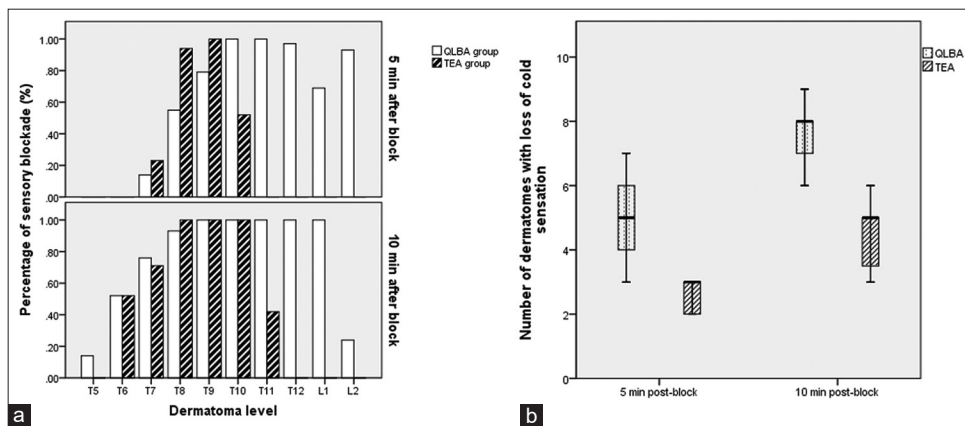 1.00
.80
.60
.40
.20
.00
1.00
.80
.60
.40
.20
.00
Percentage of sensory blockade (%)
5 min after block
10 min after block
T5 T6 T7 T8 T9 T10 T11 T12 L1 L2
Dermatoma level
QLBA group
TEA group
a
10
8
6
4
2
0
Number of dermatomes with loss of cold
sensation
5 min post-block 10 min post-block
QLBA
TEA
b